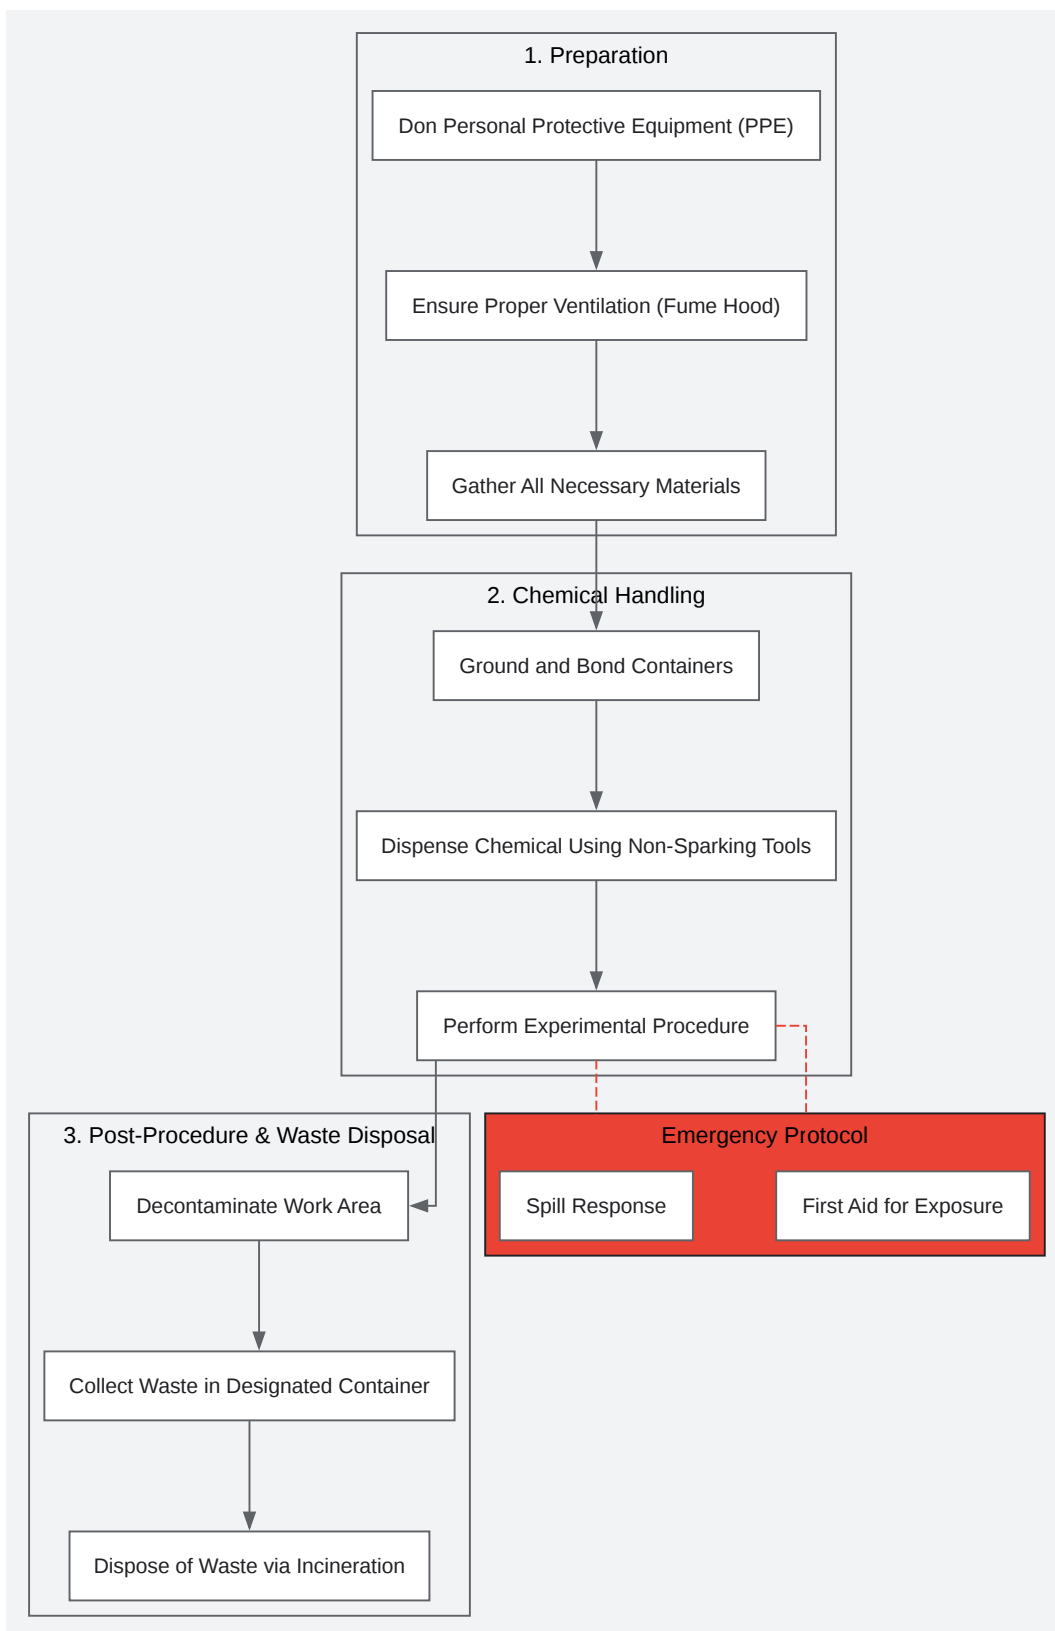 1. Preparation
Don Personal Protective Equipment (PPE)
Ensure Proper Ventilation (Fume Hood)
Gather All Necessary Materials
2. Chemical Handling
Ground and Bond Containers
Dispense Chemical Using Non-Sparking Tools
Perform Experimental Procedure
3. Post-Procedure & Waste Disposal
Decontaminate Work Area
Collect Waste in Designated Container
Dispose of Waste via Incineration
Emergency Protocol
Spill Response
First Aid for Exposure